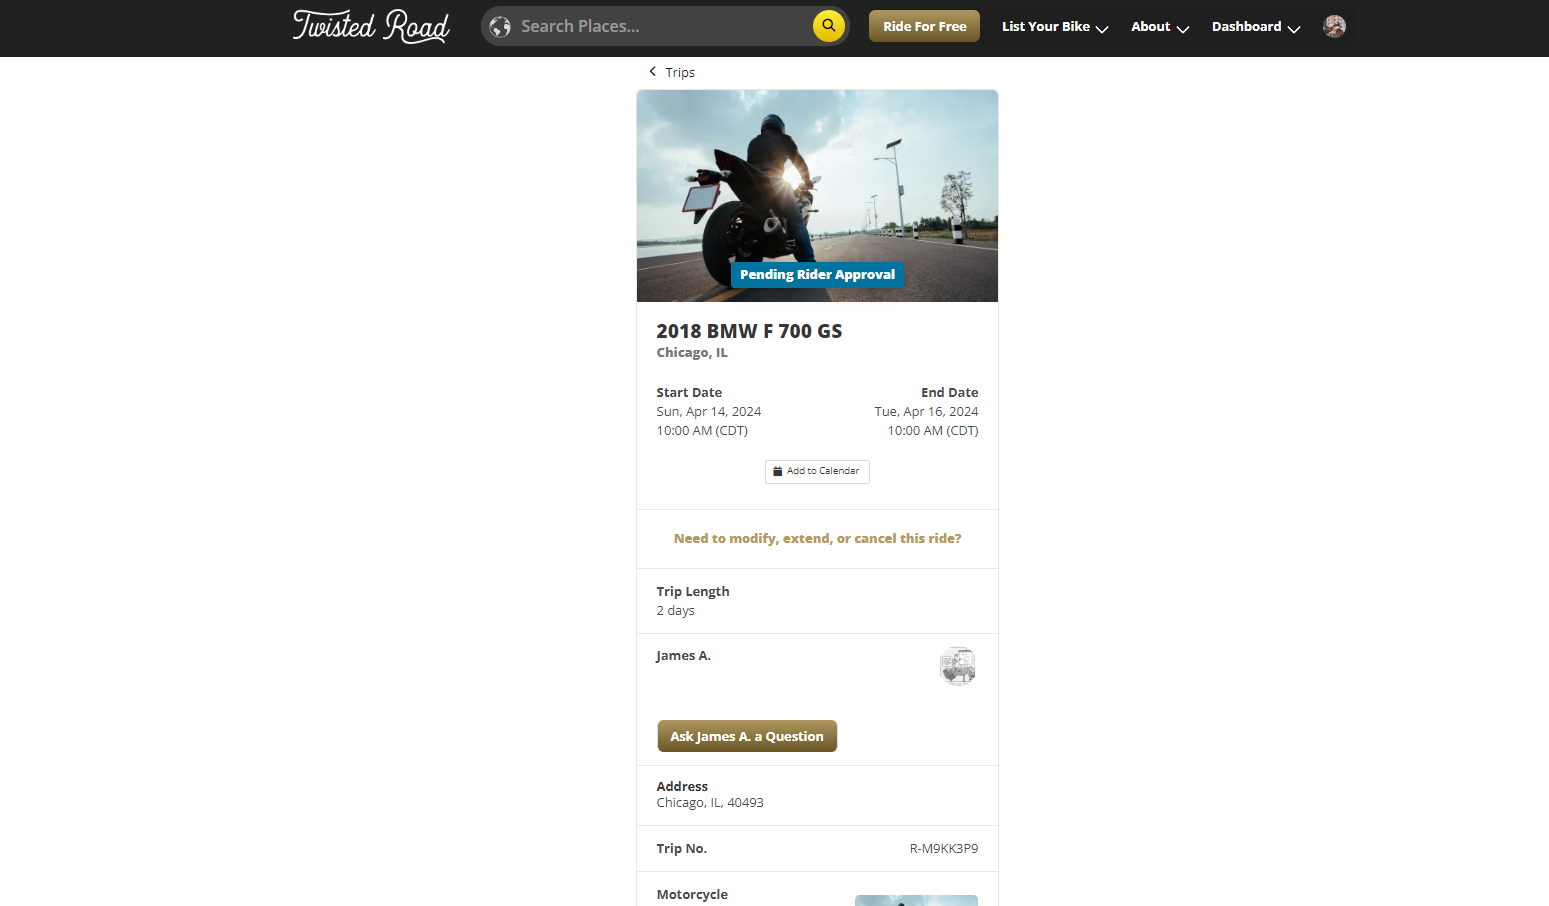 Twisted Road
Search Places...
Ride For Free
List Your Bike
About
Dashboard
Trips
Pending Rider Approval
2018 BMW F 700 GS
Chicago, IL
Start Date
End Date
Sun, Apr 14, 2024
Tue, Apr 16, 2024
10:00 AM (CDT)
10:00 AM (CDT)
Add to Calendar
Need to modify, extend, or cancel this ride?
Trip Length
2 days
James A.
Ask James A. a Question
Address
Chicago, IL, 40493
Trip No.
R-M9KK3P9
Motorcycle